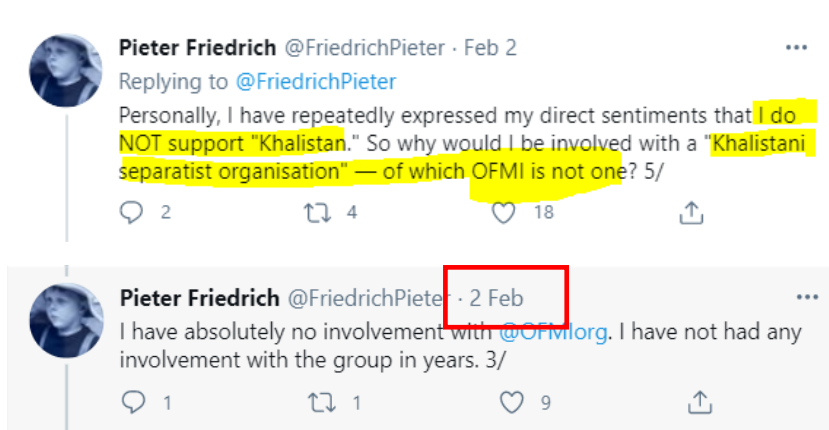 Pieter Friedrich @FriedrichPieter · Feb 2
Replying to @FriedrichPieter
Personally, I have repeatedly expressed my direct sentiments that I do
NOT support "Khalistan." So why would I be involved with a "Khalistani
separatist organisation" — of which OFMI is not one? 5/
2 4 18
Pieter Friedrich @FriedrichPieter · 2 Feb
I have absolutely no involvement with @OFMIorg. I have not had any
involvement with the group in years. 3/
1 1 9